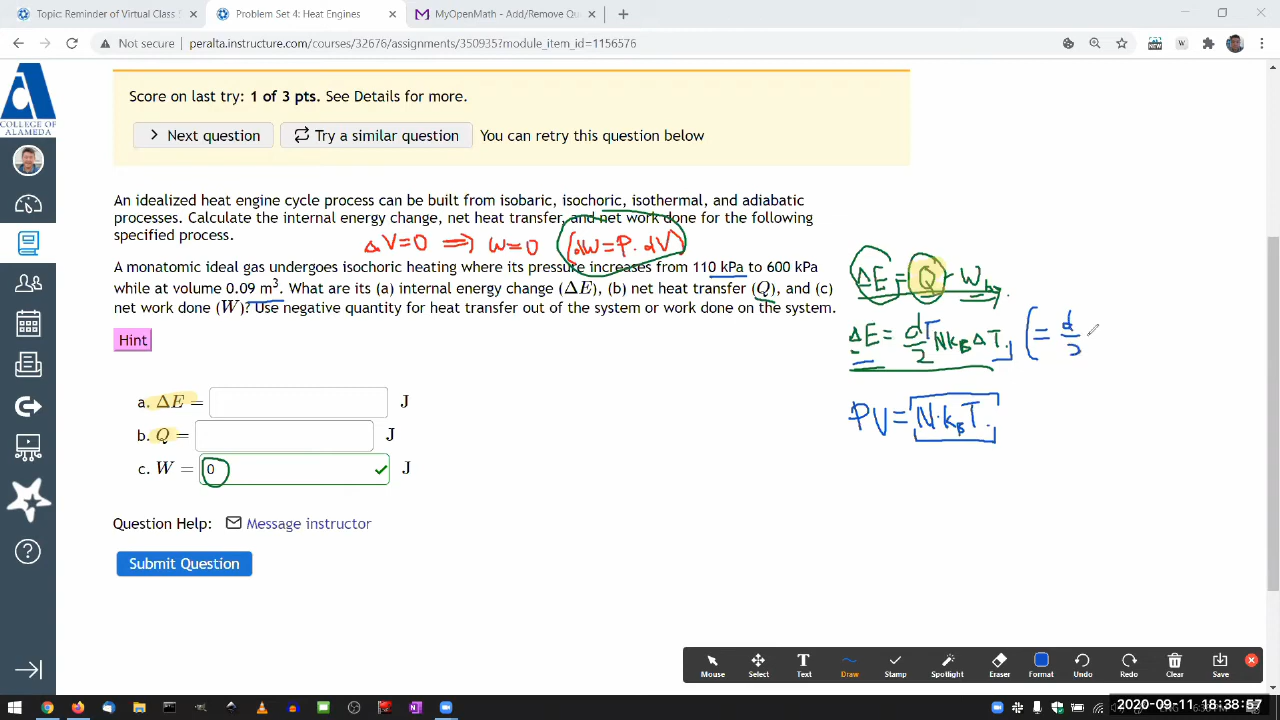 Topic: Reminder of Virtual Class
Problem Set 4: Heat Engines
MyOpenMath - Add/Remove Qu
Not secure
peralta.instructure.com/courses/32676/assignments/350935?module_item_id=1156576
COLLEGE OF
ALAMEDA
Score on last try: 1 of 3 pts. See Details for more.
Next question
Try a similar question
You can retry this question below
An idealized heat engine cycle process can be built from isobaric, isochoric, isothermal, and adiabatic
processes. Calculate the internal energy change, net heat transfer, and net work done for the following
specified process.
ΔV=0 ⟹ W=0 (dW=P·dV)
A monatomic ideal gas undergoes isochoric heating where its pressure increases from 110 kPa to 600 kPa
while at volume 0.09 m³. What are its (a) internal energy change (ΔE), (b) net heat transfer (Q), and (c)
net work done (W)? Use negative quantity for heat transfer out of the system or work done on the system.
Hint
ΔE = Q - W
ΔE = d/2 Nk_BΔT. (= d/2
PV = N·k_BT.
a. ΔE = J
b. Q = J
c. W = 0 J
Question Help: Message instructor
Submit Question
Mouse Select Text Draw Stamp Spotlight Eraser Format Undo Redo Clear Save
2020-09-11 18:38:57